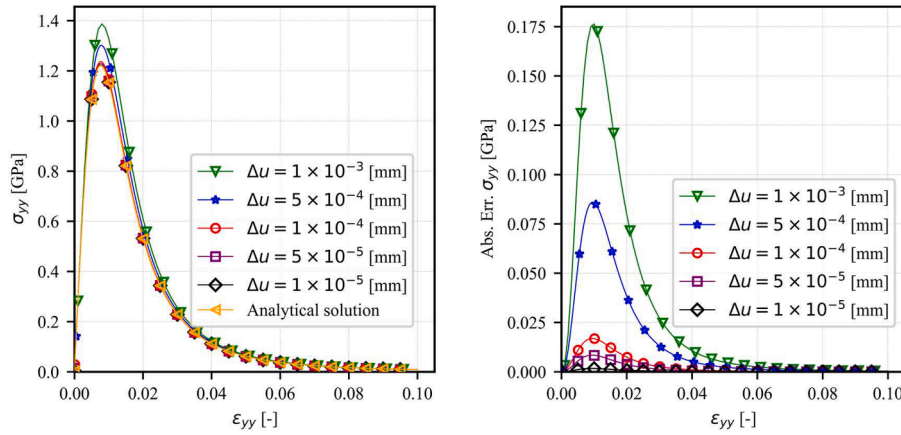 1.4
1.2
1.0
0.8
0.6
0.4
0.2
0.0
σyy [GPa]
0.00 0.02 0.04 0.06 0.08 0.10
εyy [-]
Δu = 1 × 10⁻³ [mm]
Δu = 5 × 10⁻⁴ [mm]
Δu = 1 × 10⁻⁴ [mm]
Δu = 5 × 10⁻⁵ [mm]
Δu = 1 × 10⁻⁵ [mm]
Analytical solution
0.175
0.150
0.125
0.100
0.075
0.050
0.025
0.000
Abs. Err. σyy [GPa]
0.00 0.02 0.04 0.06 0.08 0.10
εyy [-]
Δu = 1 × 10⁻³ [mm]
Δu = 5 × 10⁻⁴ [mm]
Δu = 1 × 10⁻⁴ [mm]
Δu = 5 × 10⁻⁵ [mm]
Δu = 1 × 10⁻⁵ [mm]